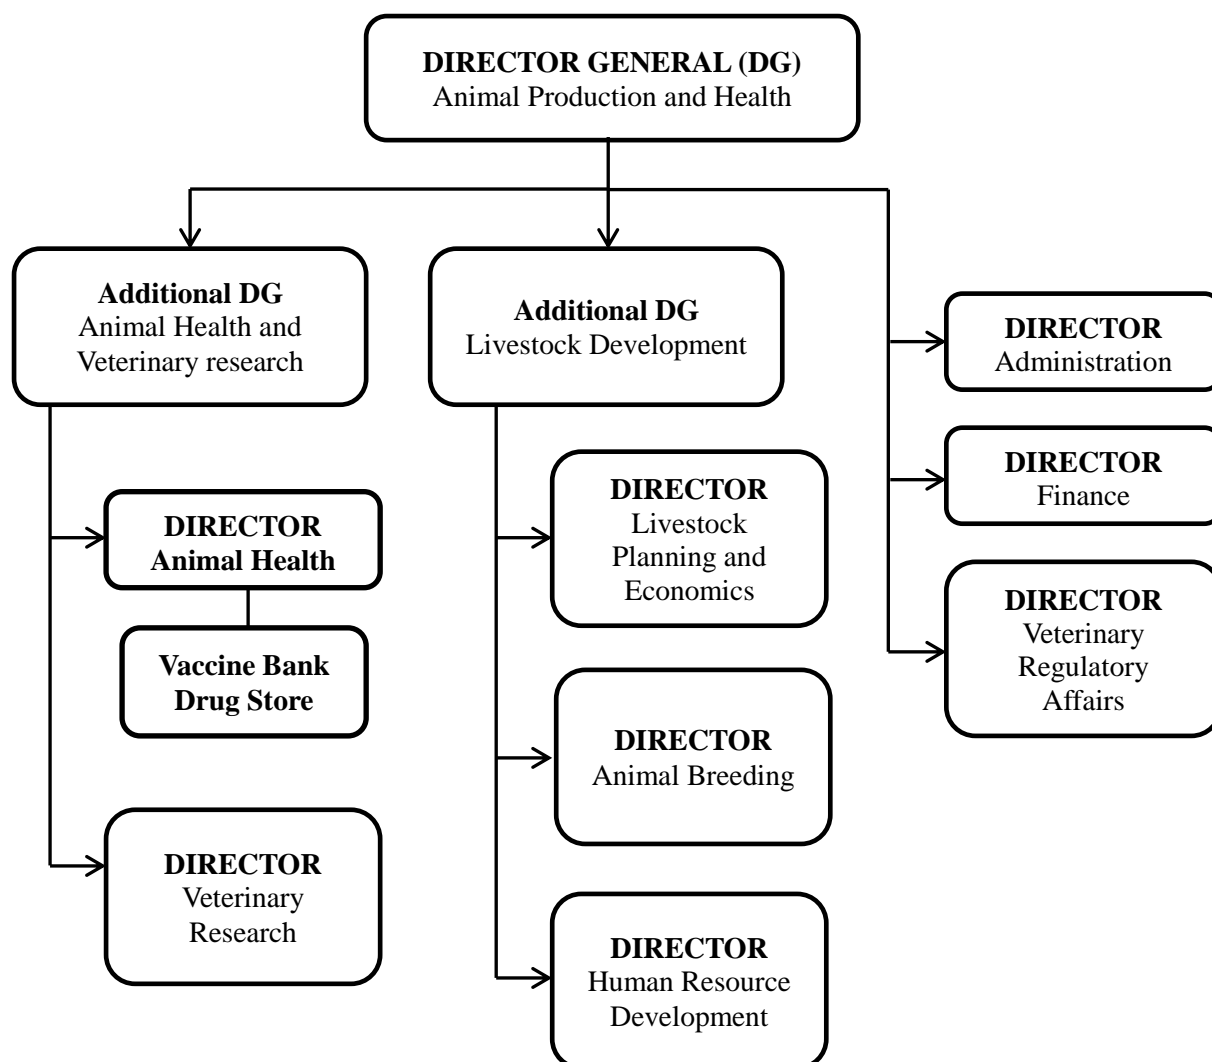 DIRECTOR GENERAL (DG)
Animal Production and Health
Additional DG
Animal Health and
Veterinary research
Additional DG
Livestock Development
DIRECTOR
Administration
DIRECTOR
Finance
DIRECTOR
Veterinary
Regulatory
Affairs
DIRECTOR
Animal Health
Vaccine Bank
Drug Store
DIRECTOR
Veterinary
Research
DIRECTOR
Livestock
Planning and
Economics
DIRECTOR
Animal Breeding
DIRECTOR
Human Resource
Development